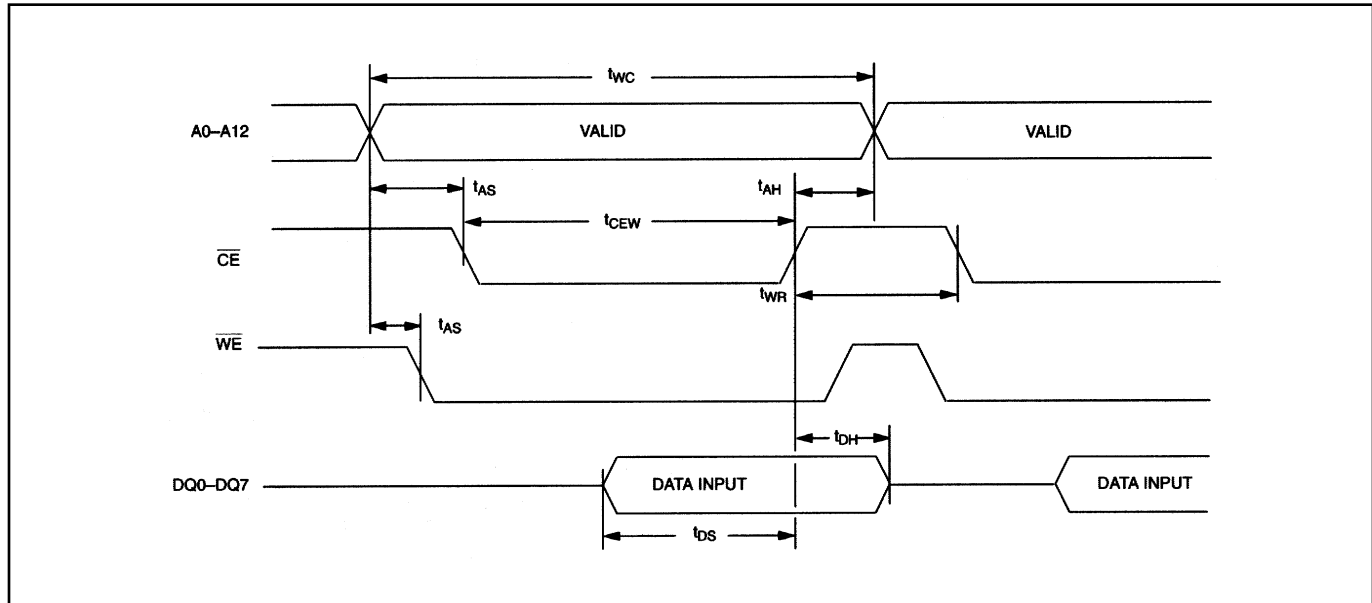 tWC
A0–A12
VALID
VALID
tAS
tAH
tCEW
CE
tWR
tAS
WE
tDH
DQ0–DQ7
DATA INPUT
DATA INPUT
tDS